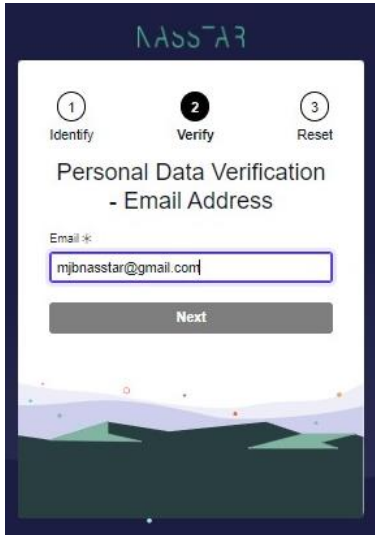 NASSTAR
1
2
3
Identify
Verify
Reset
Personal Data Verification
- Email Address
Email *
mjbnasstar@gmail.com
Next